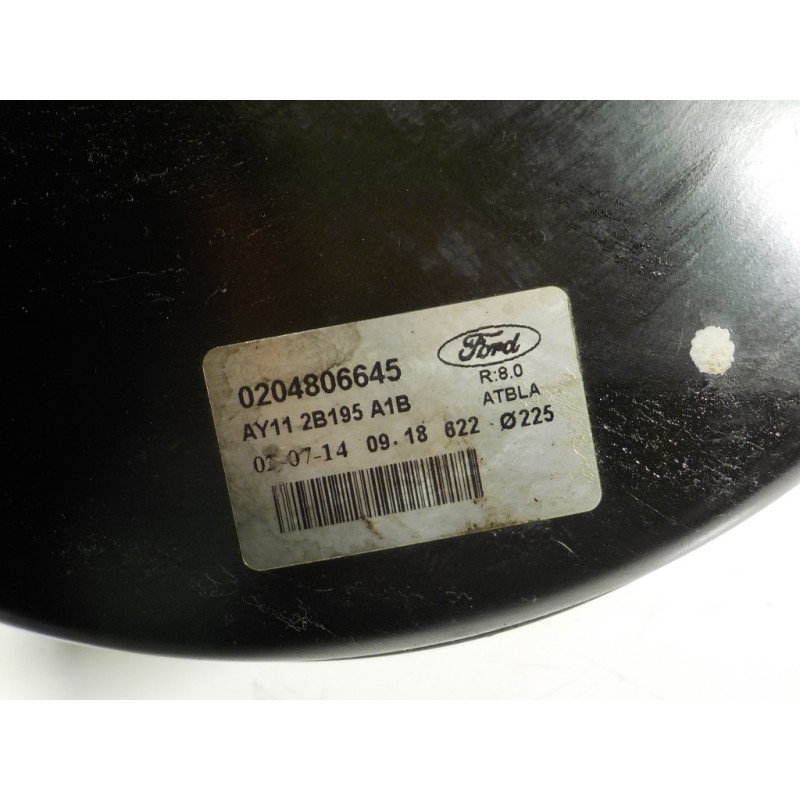 0204806645
Ford
R:8.0
AY11 2B195 A1B
ATBLA
-07-14 09.18 622 Ø225